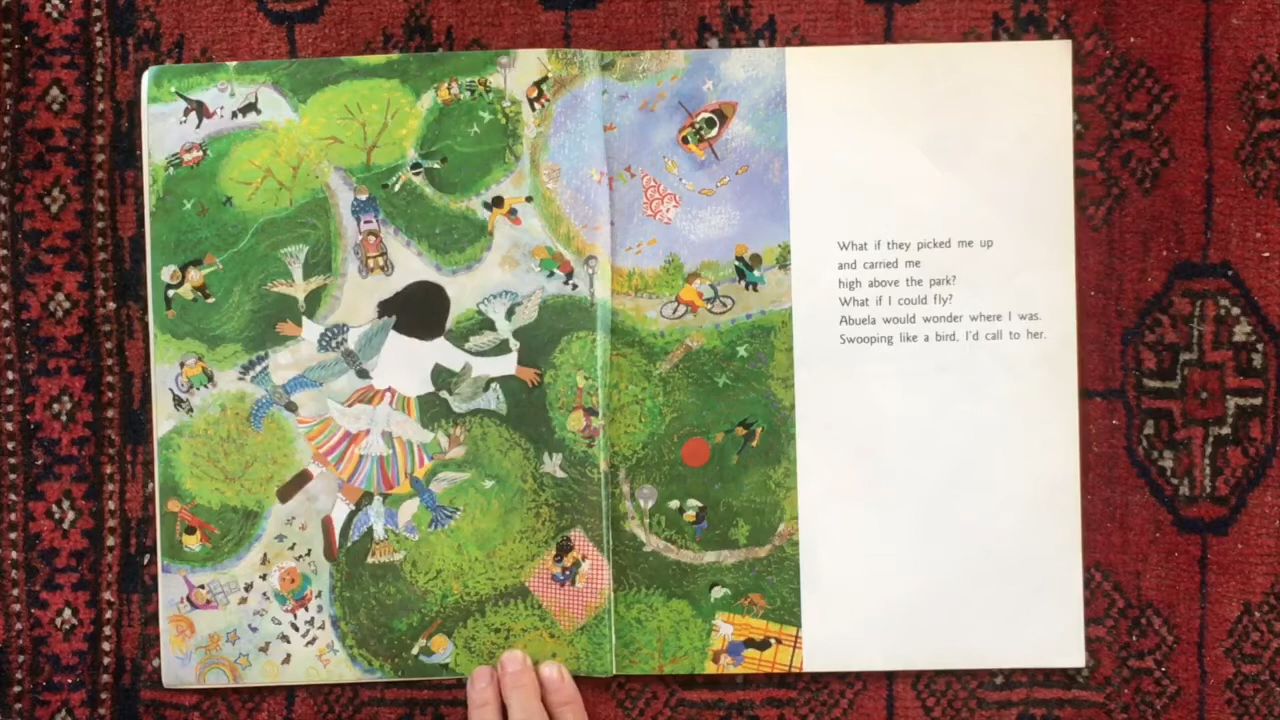 What if they picked me up
and carried me
high above the park?
What if I could fly?
Abuela would wonder where I was.
Swooping like a bird, I'd call to her.